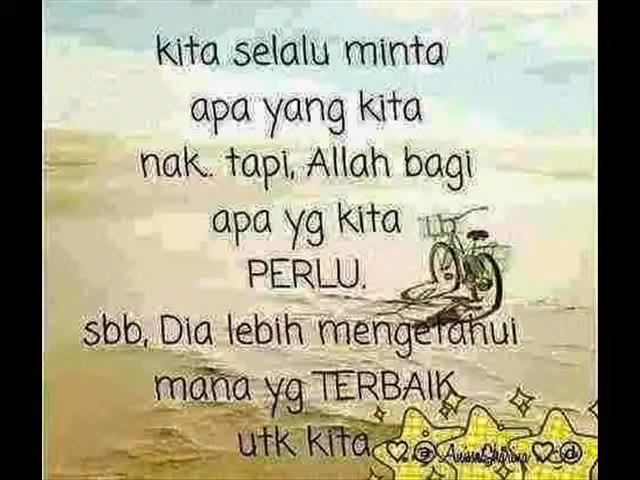 kita selalu minta
apa yang kita
nak. tapi, Allah bagi
apa yg kita
PERLU.
sbb, Dia lebih mengetahui
mana yg TERBAIK
utk kita